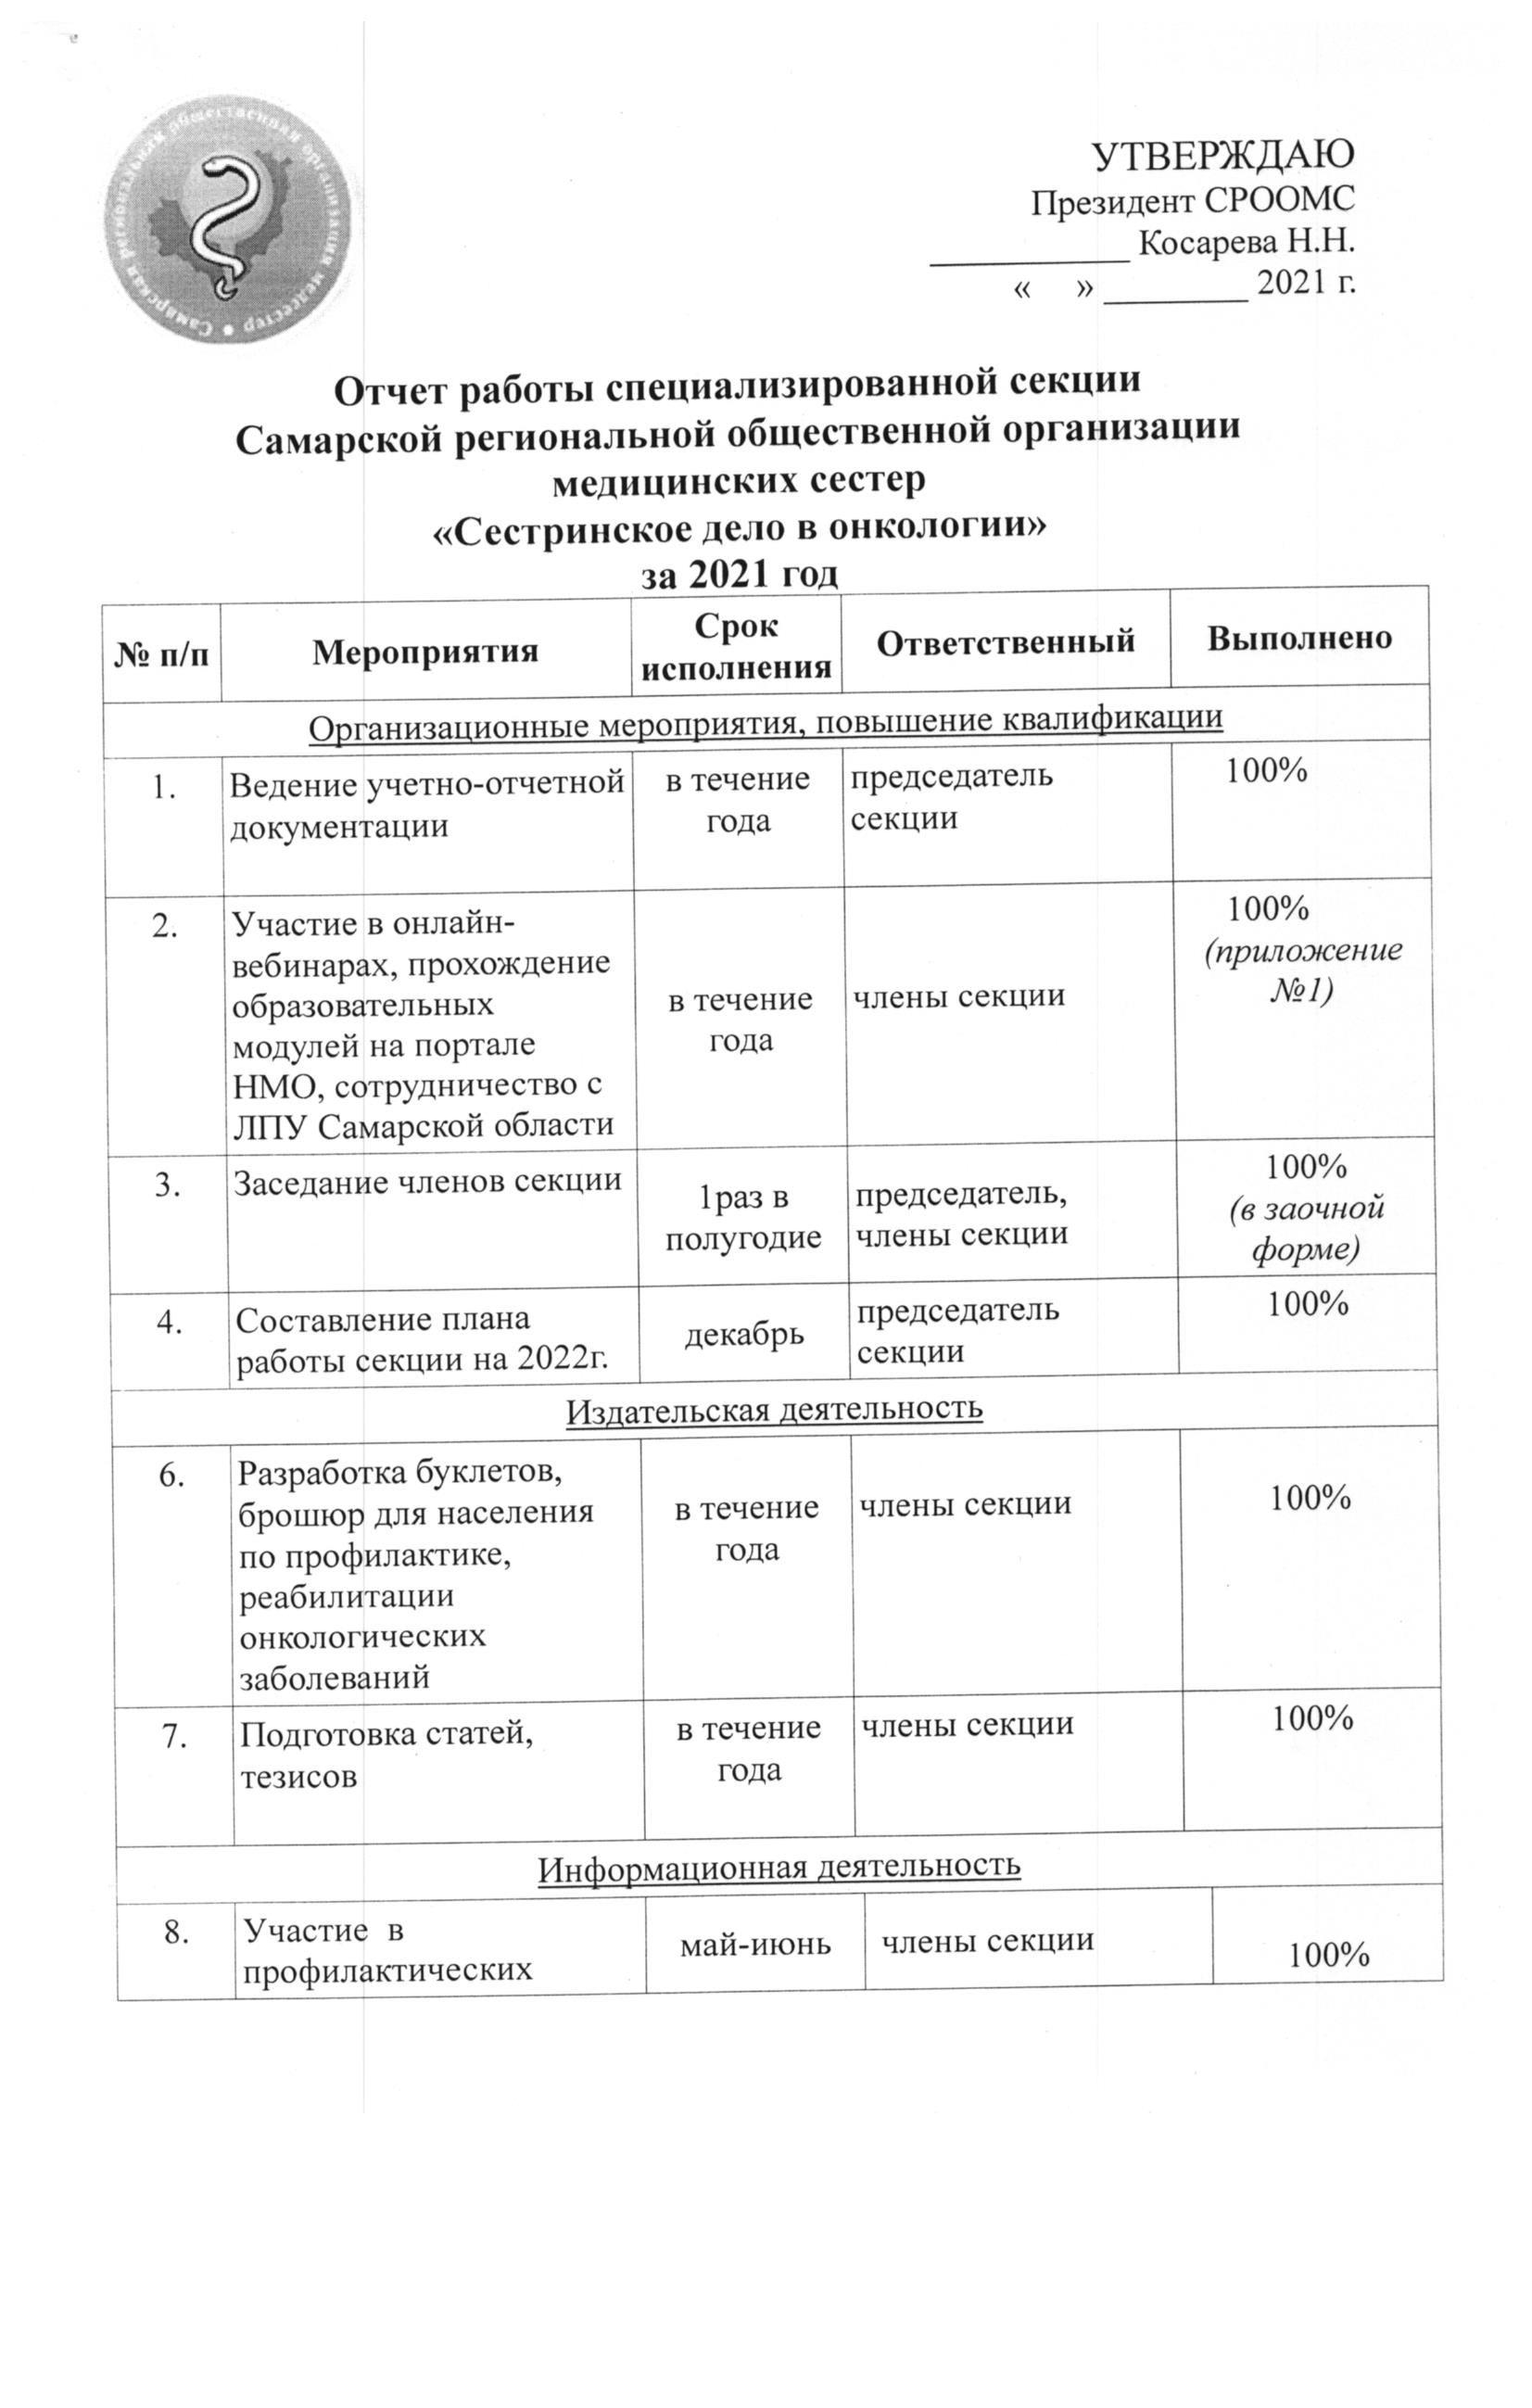 Самарская региональная общественная организация медсестер
УТВЕРЖДАЮ
Президент СРООМС
___________ Косарева Н.Н.
«     » ________ 2021 г.
Отчет работы специализированной секции
Самарской региональной общественной организации
медицинских сестер
«Сестринское дело в онкологии»
за 2021 год
№ п/п
Мероприятия
Срок
исполнения
Ответственный
Выполнено
Организационные мероприятия, повышение квалификации
1.
Ведение учетно-отчетной
документации
в течение
года
председатель
секции
100%
2.
Участие в онлайн-
вебинарах, прохождение
образовательных
модулей на портале
НМО, сотрудничество с
ЛПУ Самарской области
в течение
года
члены секции
100%
(приложение
№1)
3.
Заседание членов секции
1раз в
полугодие
председатель,
члены секции
100%
(в заочной
форме)
4.
Составление плана
работы секции на 2022г.
декабрь
председатель
секции
100%
Издательская деятельность
6.
Разработка буклетов,
брошюр для населения
по профилактике,
реабилитации
онкологических
заболеваний
в течение
года
члены секции
100%
7.
Подготовка статей,
тезисов
в течение
года
члены секции
100%
Информационная деятельность
8.
Участие  в
профилактических
май-июнь
члены секции
100%